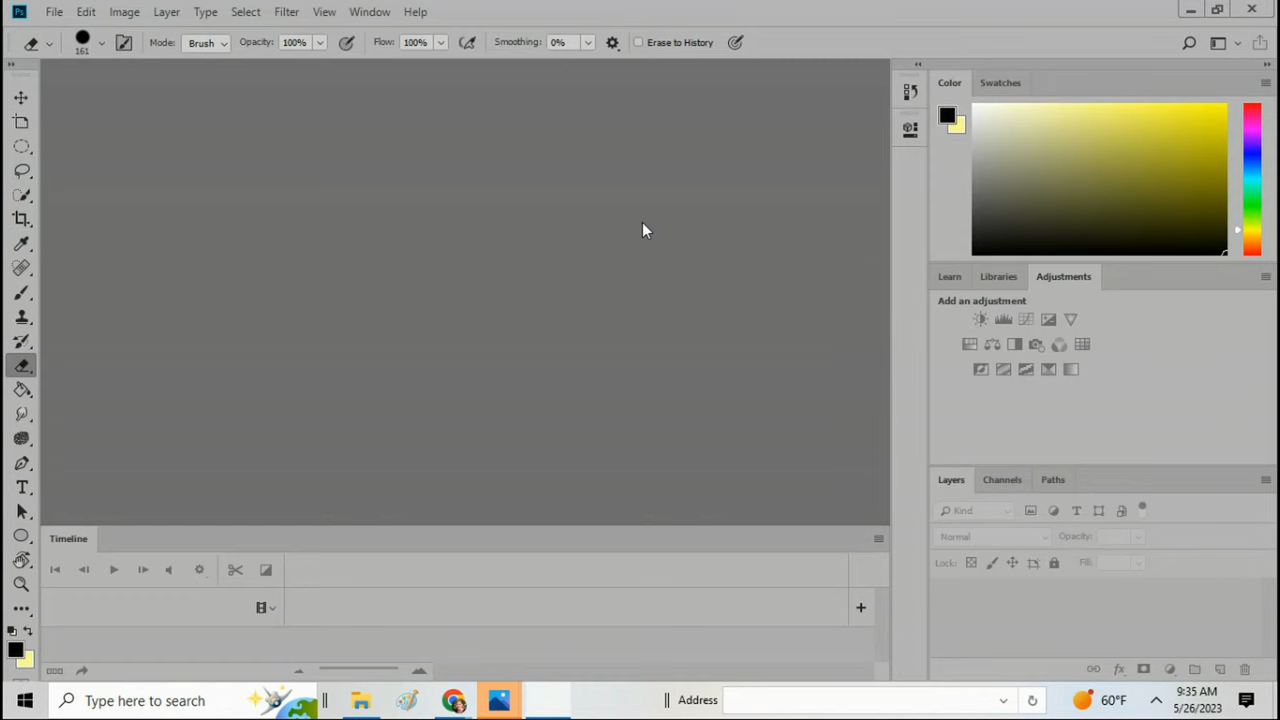 Ps File Edit Image Layer Type Select Filter View Window Help
161 Mode: Brush Opacity: 100% Flow: 100% Smoothing: 0% Erase to History
Color Swatches
Learn Libraries Adjustments
Add an adjustment
Layers Channels Paths
Kind
Normal Opacity:
Lock: Fill:
Timeline
Type here to search Address 60°F 9:35 AM
5/26/2023